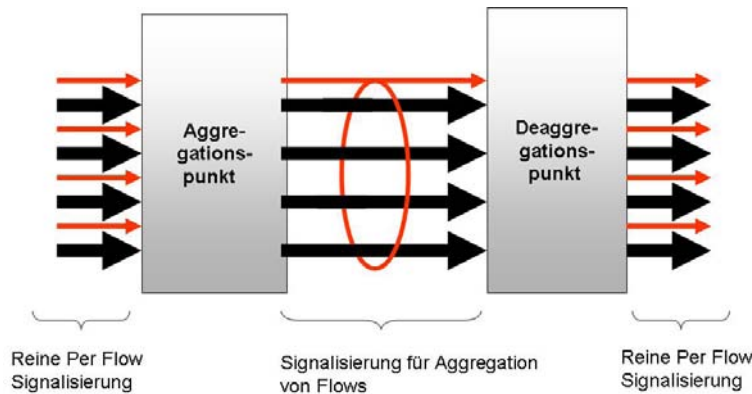 Aggre-
gations-
punkt
Deaggre-
gations-
punkt
Reine Per Flow
Signalisierung
Signalisierung für Aggregation
von Flows
Reine Per Flow
Signalisierung